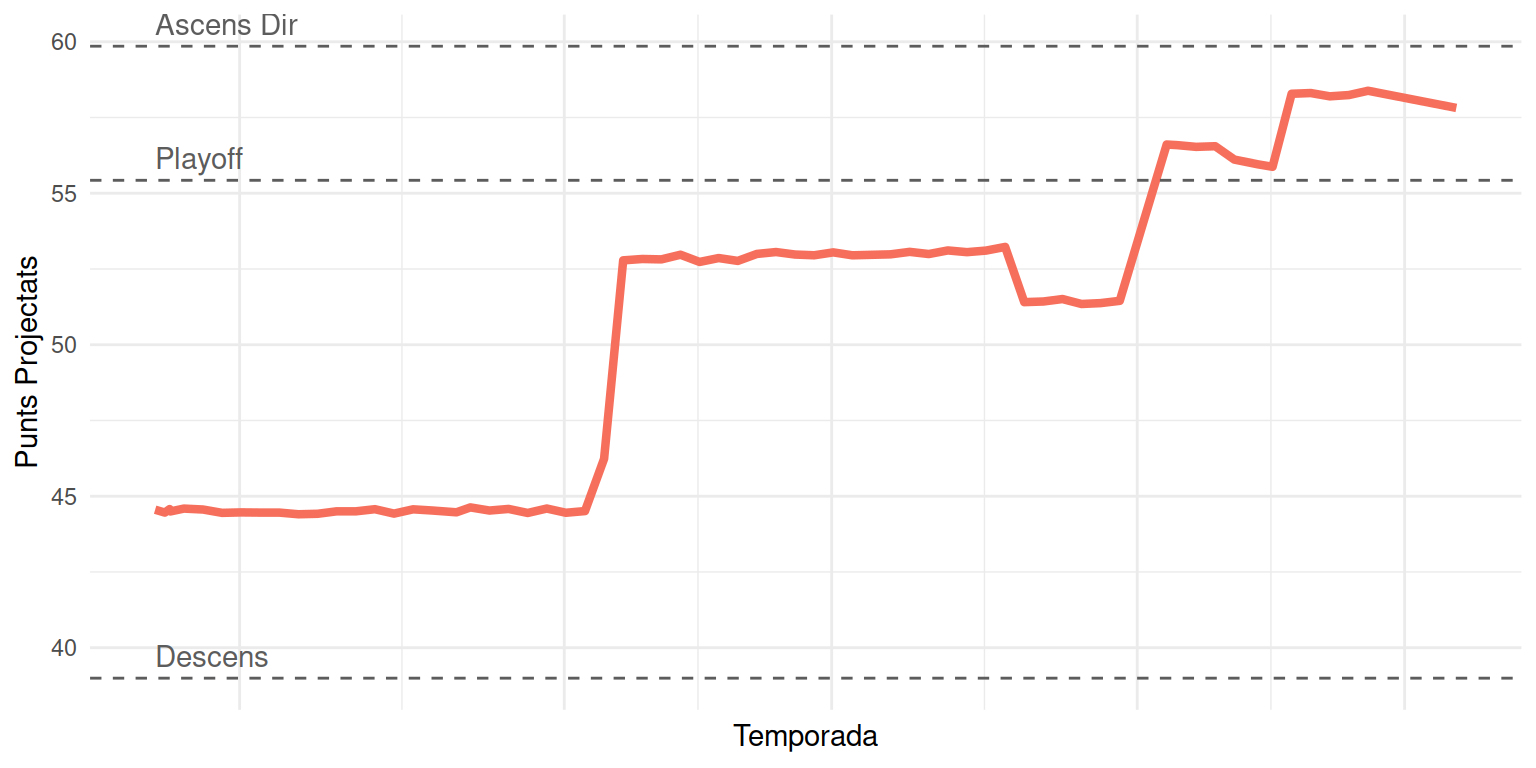 Ascens Dir
60
Playoff
55
Punts Projectats
50
45
40
Descens
Temporada